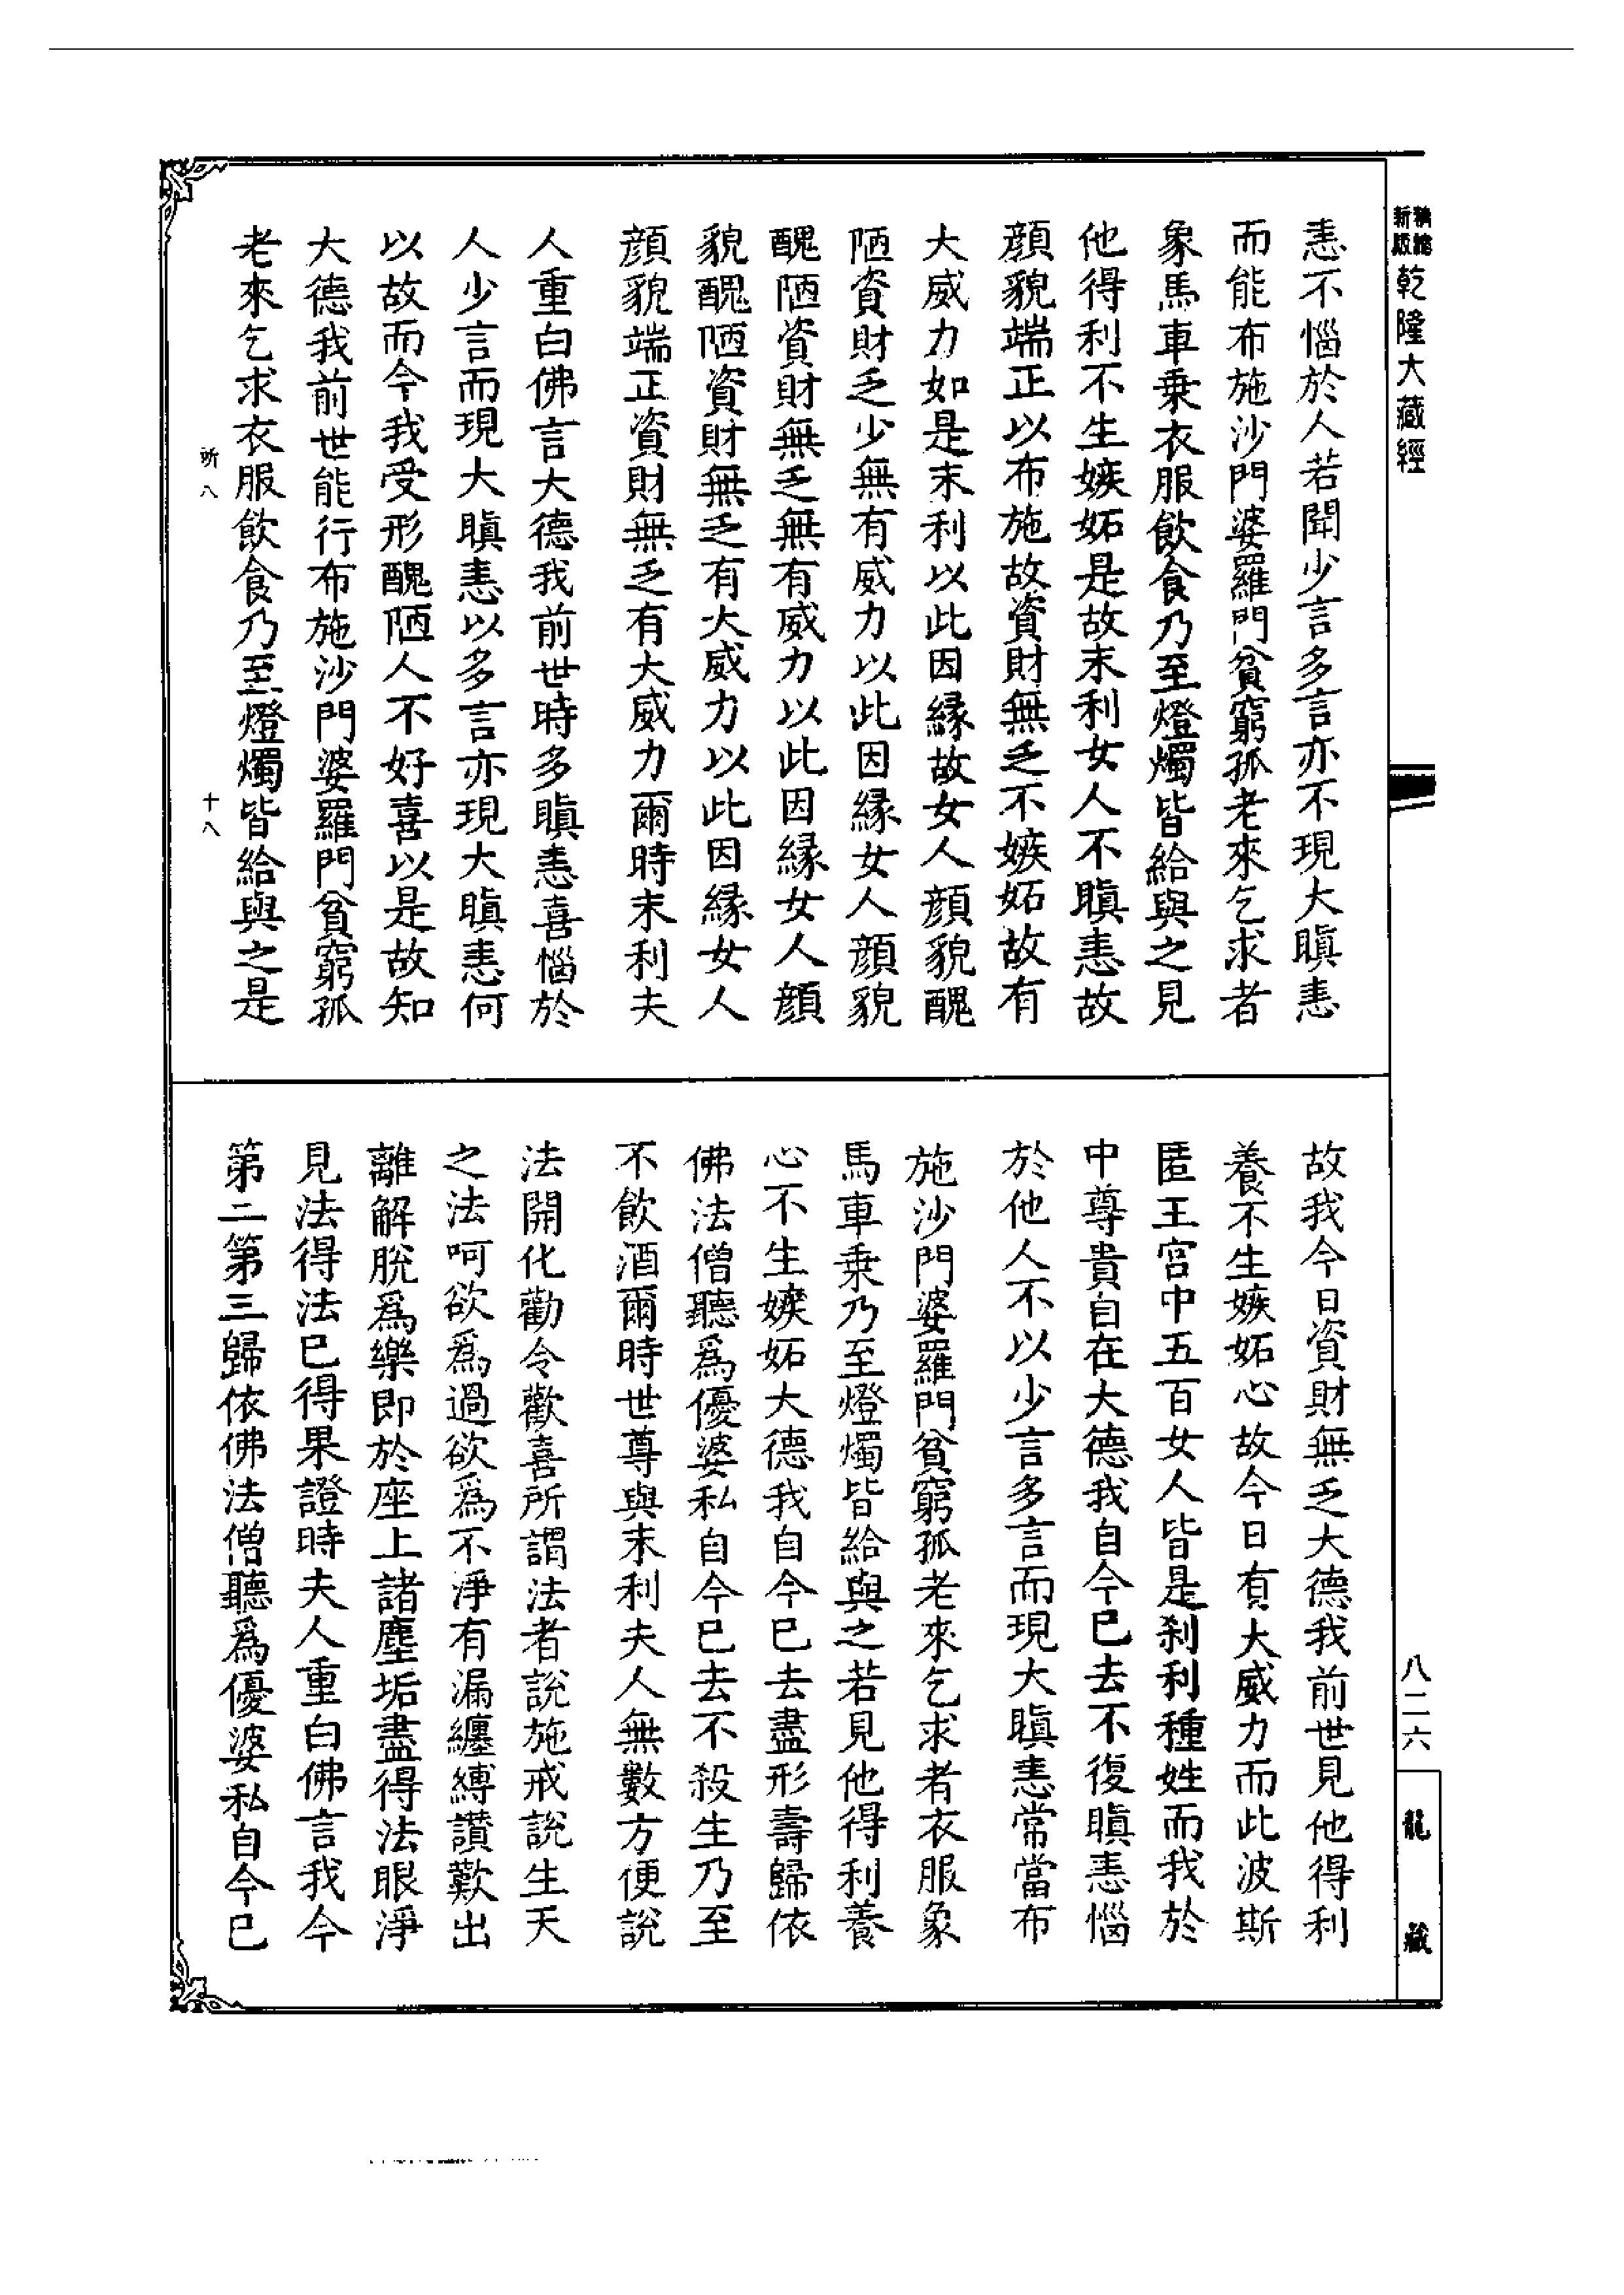 新版
精縮
乾隆大藏經
恚不惱於人若聞少言多言亦不現大瞋恚
而能布施沙門婆羅門貧窮孤老來乞求者
象馬車乗衣服飲食乃至燈燭皆給與之見
他得利不生嫉妬是故末利女人不瞋恚故
顔貌端正以布施故資財無乏不嫉妬故有
大威力如是末利以此因縁故女人顔貌醜
陋資財乏少無有威力以此因縁女人顔貌
醜陋資財無乏無有威力以此因縁女人顔
貌醜陋資財無乏有大威力以此因縁女人
顔貌端正資財無乏有大威力爾時末利夫
人重白佛言大德我前世時多瞋恚喜惱於
人少言而現大瞋恚以多言亦現大瞋恚何
以故而今我受形醜陋人不好喜以是故知
大德我前世能行布施沙門婆羅門貧窮孤
老來乞求衣服飲食乃至燈燭皆給與之是
所八
十八
故我今日資財無乏大德我前世見他得利
養不生嫉妬心故今日有大威力而此波斯
匿王宮中五百女人皆是刹利種姓而我於
中尊貴自在大德我自今已去不復瞋恚惱
於他人不以少言多言而現大瞋恚常當布
施沙門婆羅門貧窮孤老來乞求者衣服象
馬車乗乃至燈燭皆給與之若見他得利養
心不生嫉妬大德我自今已去盡形壽歸依
佛法僧聽爲優婆私自今已去不殺生乃至
不飲酒爾時世尊與末利夫人無數方便說
法開化勸令歡喜所謂法者說施戒說生天
之法呵欲爲過欲爲不淨有漏纏縛讚歎出
離解脫爲樂即於座上諸塵垢盡得法眼淨
見法得法已得果證時夫人重白佛言我今
第二第三歸依佛法僧聽爲優婆私自今已
八二六
龍藏